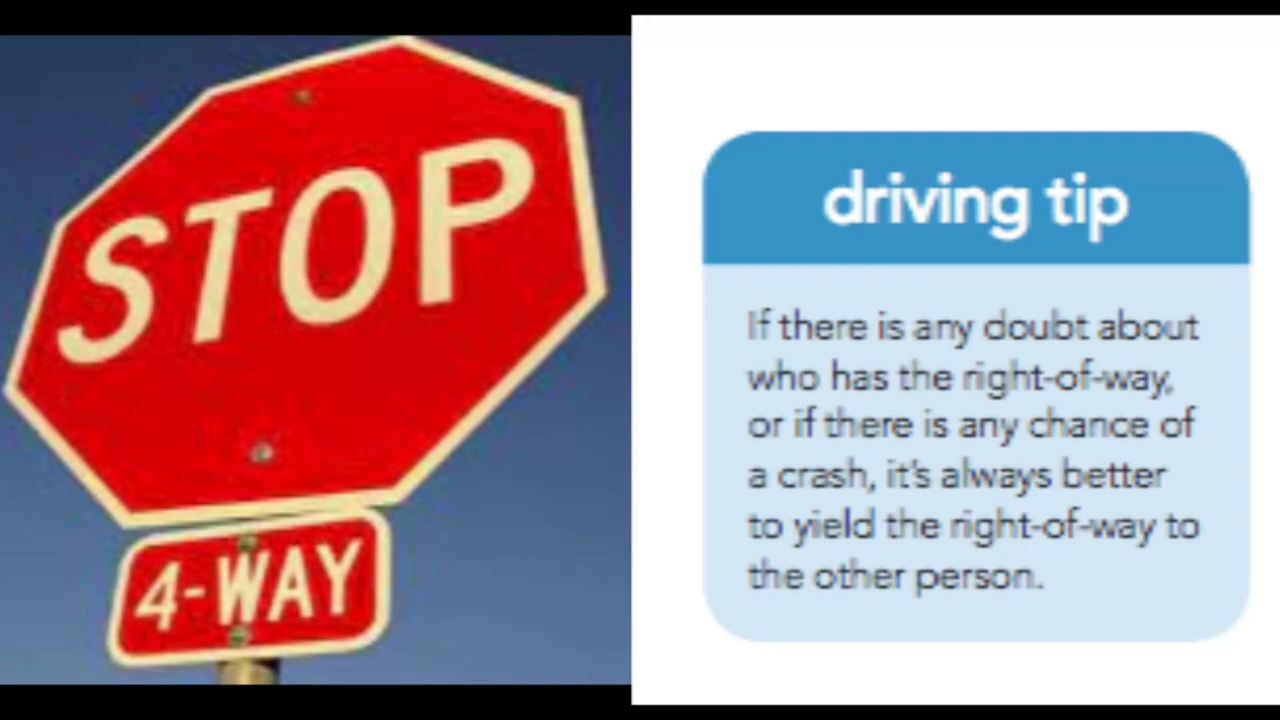 STOP
4-WAY
driving tip
If there is any doubt about
who has the right-of-way,
or if there is any chance of
a crash, it's always better
to yield the right-of-way to
the other person.